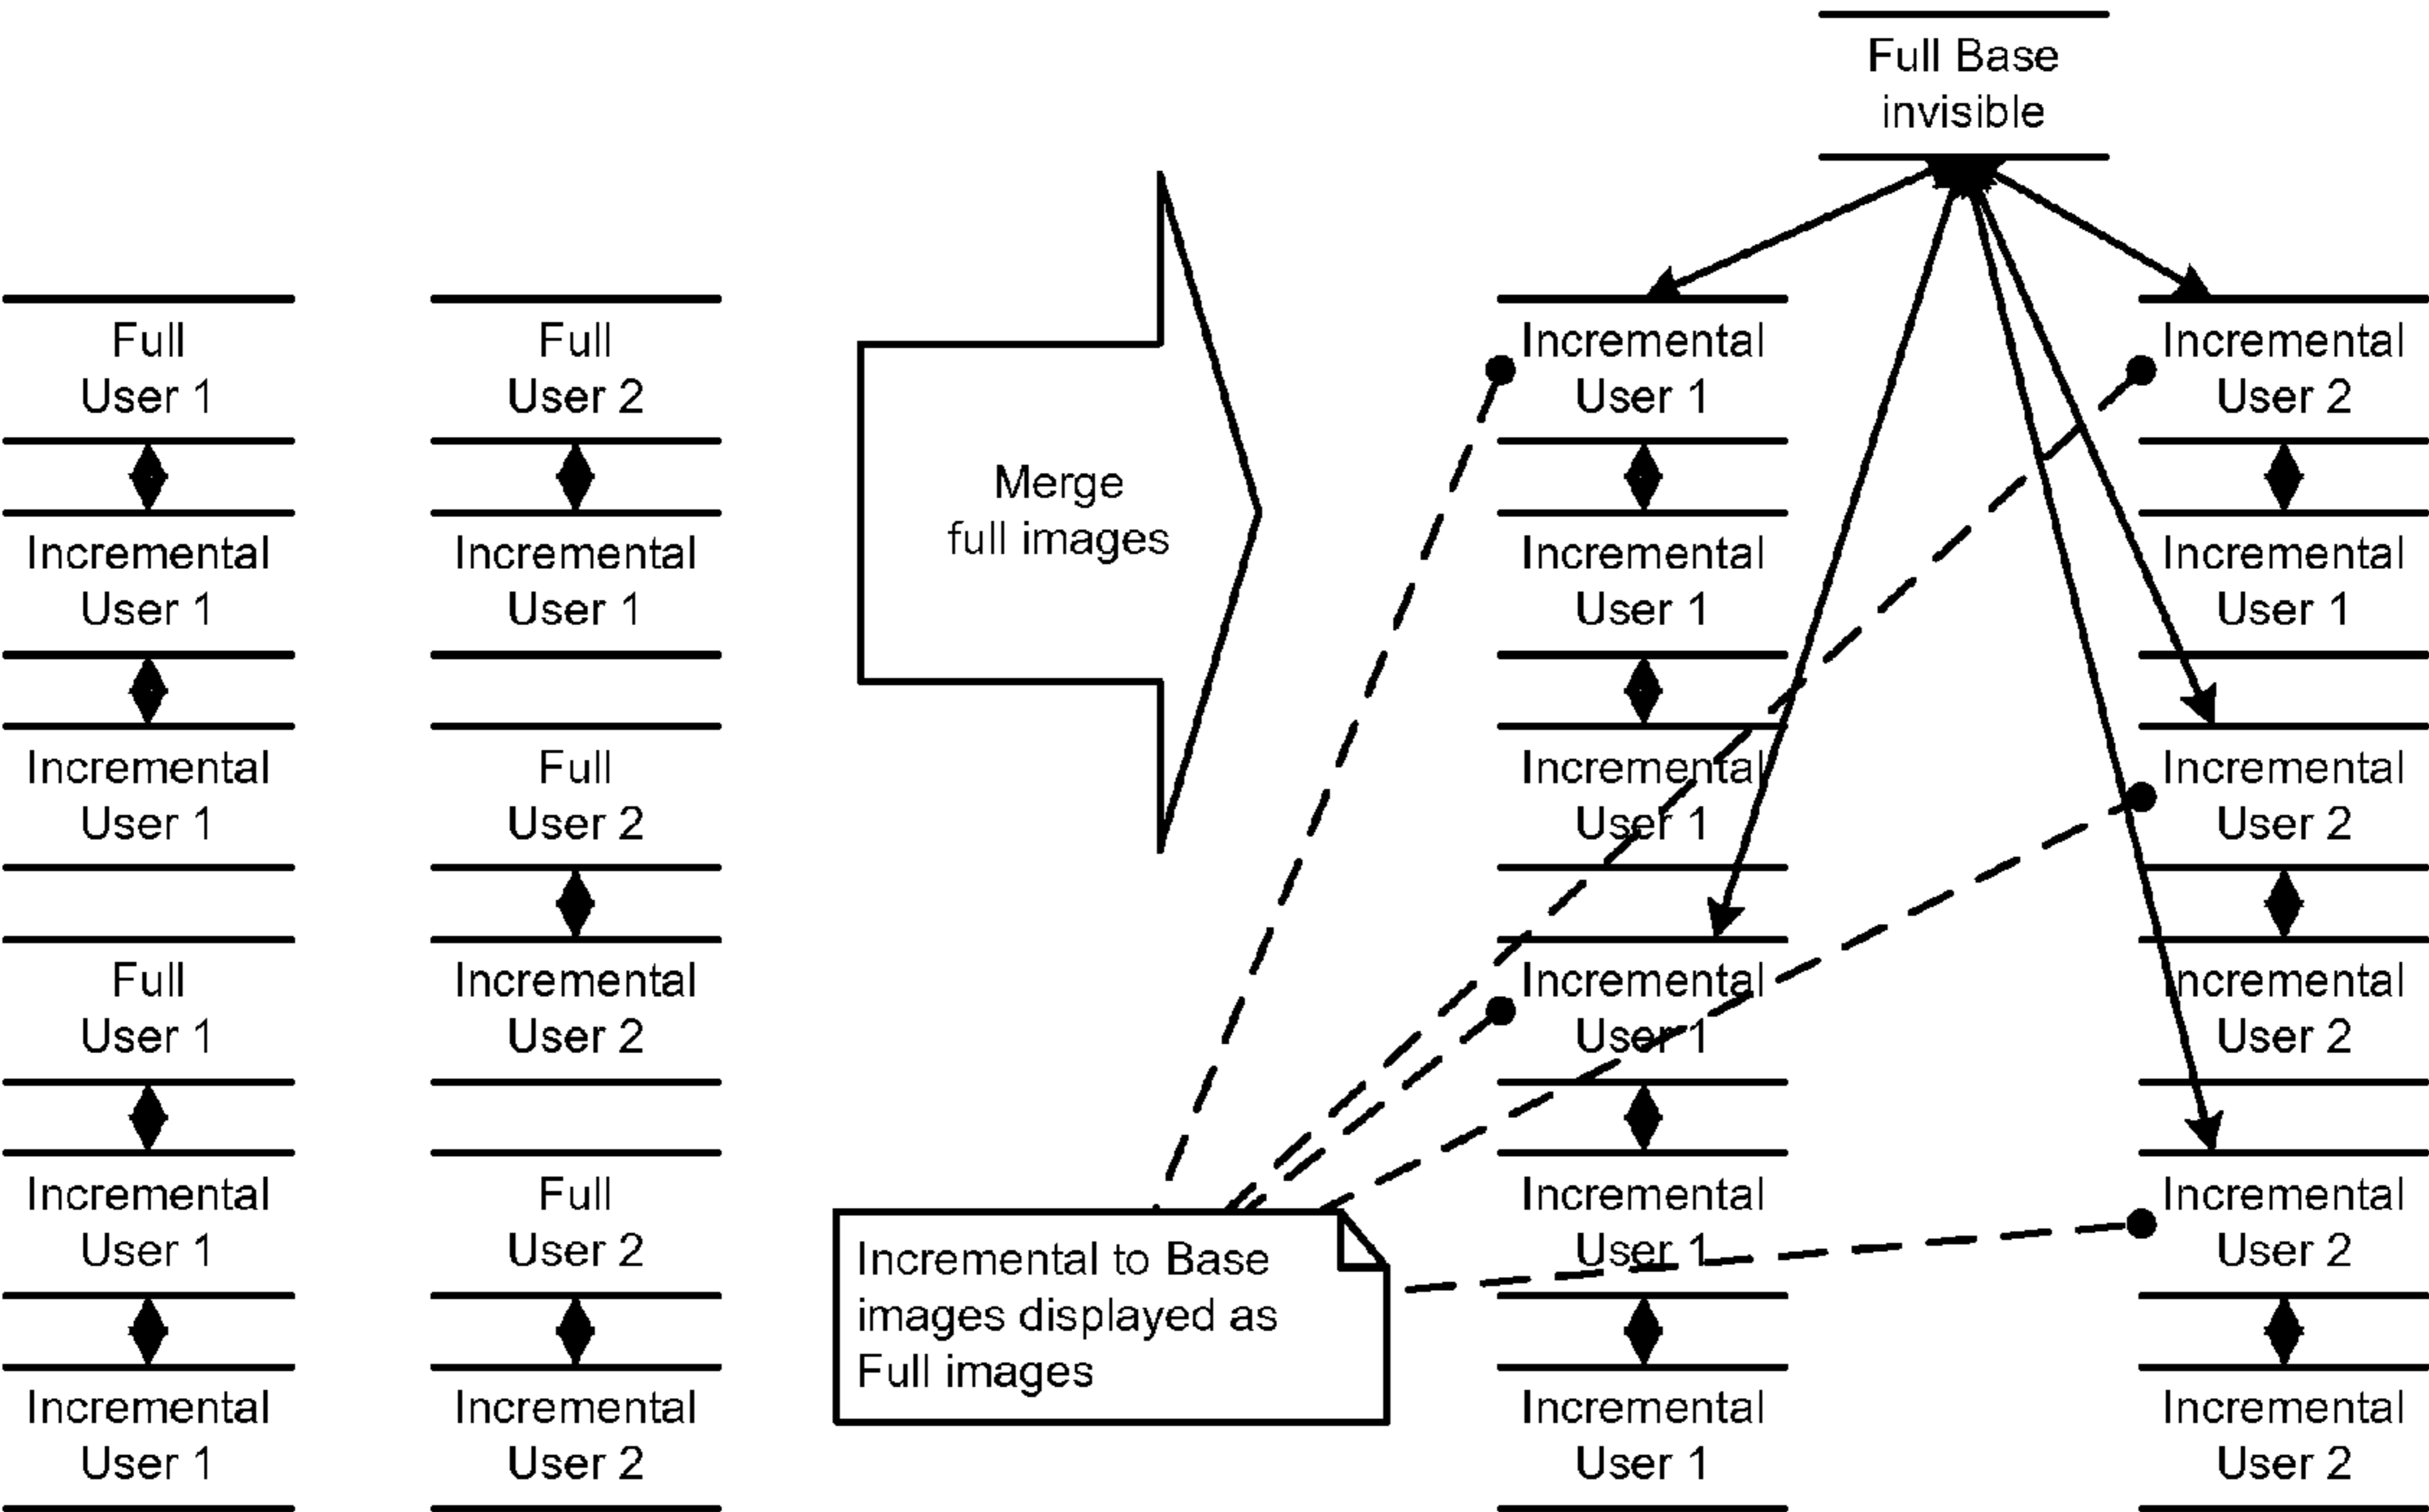 Full Base
invisible
Full
User 1
Incremental
User 1
Incremental
User 1
Full
User 1
Incremental
User 1
Incremental
User 1
Full
User 2
Incremental
User 1
Full
User 2
Incremental
User 2
Full
User 2
Incremental
User 2
Merge
full images
Incremental to Base
images displayed as
Full images
Incremental
User 1
Incremental
User 1
Incremental
User 1
Incremental
User 1
Incremental
User 1
Incremental
User 1
Incremental
User 2
Incremental
User 1
Incremental
User 2
Incremental
User 2
Incremental
User 2
Incremental
User 2